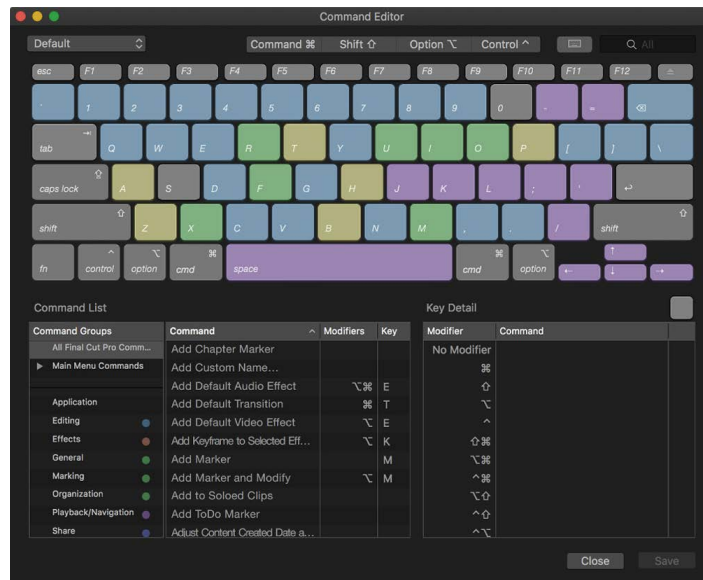 Command Editor
Default Command ⌘ Shift ⇧ Option ⌥ Control ^ All
esc F1 F2 F3 F4 F5 F6 F7 F8 F9 F10 F11 F12
` 1 2 3 4 5 6 7 8 9 0 - = ⌫
tab ⇥ Q W E R T Y U I O P [ ] \
caps lock ⇪ A S D F G H J K L ; ' ↩
shift ⇧ Z X C V B N M , . / shift ⇧
fn control ^ option ⌥ cmd ⌘ space cmd ⌘ option ⌥ ← ↑ ↓ →
Command List Key Detail
Command Groups Command Modifiers Key Modifier Command
All Final Cut Pro Comm... Add Chapter Marker No Modifier
Main Menu Commands Add Custom Name... ⌘
Add Default Audio Effect ⌥⌘ E ⇧
Application Add Default Transition ⌘ T ⌥
Editing Add Default Video Effect ⌥ E ^
Effects Add Keyframe to Selected Eff... ⌥ K ⇧⌘
General Add Marker M ⌥⌘
Marking Add Marker and Modify ⌥ M ^⌘
Organization Add to Soloed Clips ⌥⇧
Playback/Navigation Add ToDo Marker ^⇧
Share Adjust Content Created Date a... ^⌥
Close Save